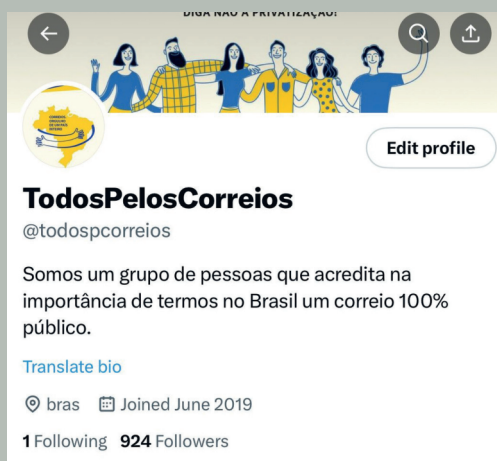 DIGA NÃO À PRIVATIZAÇÃO!
Edit profile
TodosPelosCorreios
@todospcorreios
Somos um grupo de pessoas que acredita na
importância de termos no Brasil um correio 100%
público.
Translate bio
bras Joined June 2019
1 Following 924 Followers